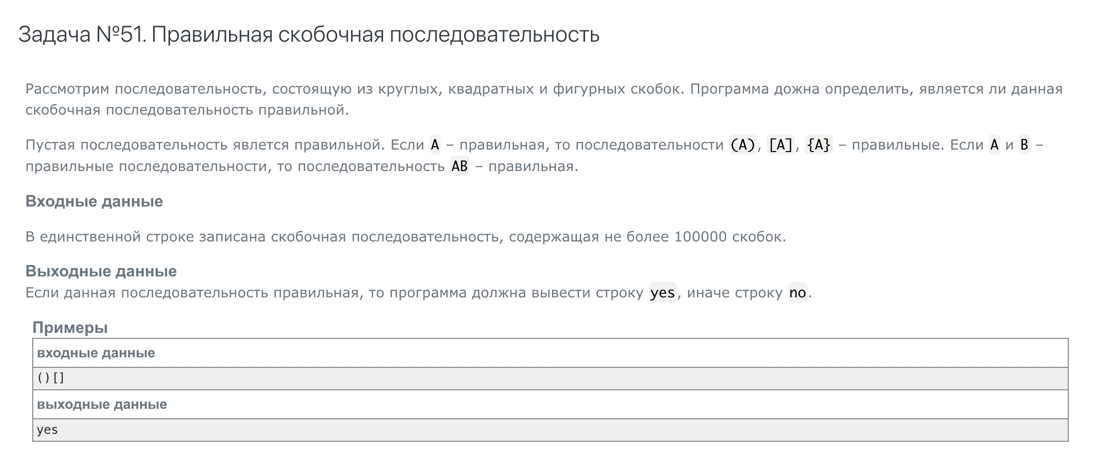 Задача №51. Правильная скобочная последовательность
Рассмотрим последовательность, состоящую из круглых, квадратных и фигурных скобок. Программа дожна определить, является ли данная
скобочная последовательность правильной.
Пустая последовательность явлется правильной. Если A – правильная, то последовательности (A), [A], {A} – правильные. Если A и B –
правильные последовательности, то последовательность AB – правильная.
Входные данные
В единственной строке записана скобочная последовательность, содержащая не более 100000 скобок.
Выходные данные
Если данная последовательность правильная, то программа должна вывести строку yes, иначе строку no.
Примеры
входные данные
()[]
выходные данные
yes